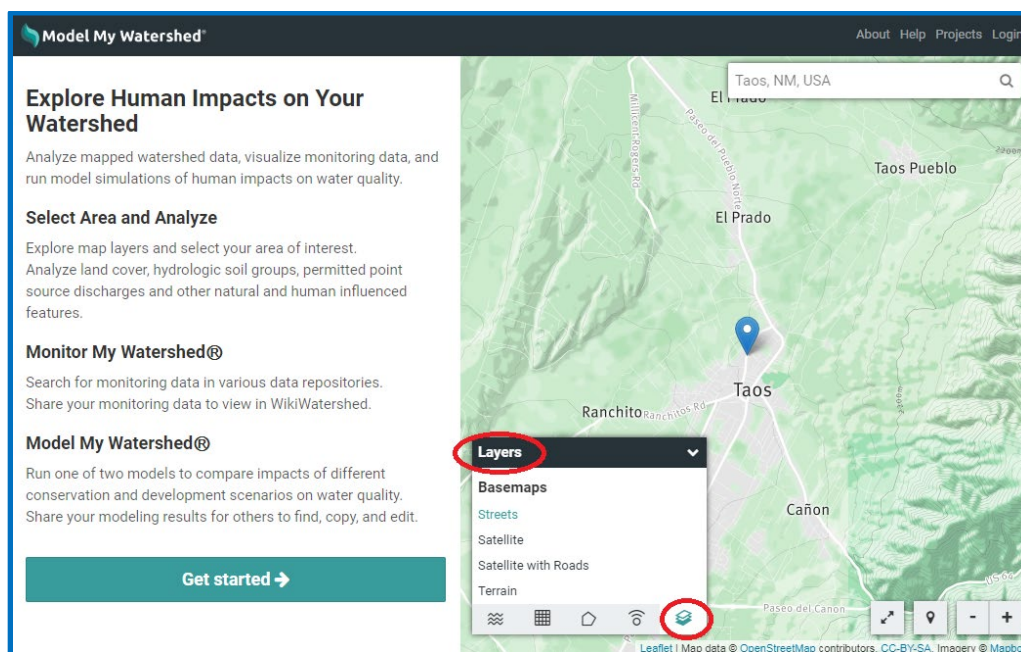 Model My Watershed®
About Help Projects Login
Explore Human Impacts on Your
Watershed
Analyze mapped watershed data, visualize monitoring data, and
run model simulations of human impacts on water quality.
Select Area and Analyze
Explore map layers and select your area of interest.
Analyze land cover, hydrologic soil groups, permitted point
source discharges and other natural and human influenced
features.
Monitor My Watershed®
Search for monitoring data in various data repositories.
Share your monitoring data to view in WikiWatershed.
Model My Watershed®
Run one of two models to compare impacts of different
conservation and development scenarios on water quality.
Share your modeling results for others to find, copy, and edit.
Get started
Taos, NM, USA
El Prado
Millicent Rogers Rd
Paseo del Pueblo Norte
Taos Pueblo
El Prado
Taos
Ranchito
Ranchitos Rd
Layers
Basemaps
Streets
Satellite
Satellite with Roads
Terrain
Cañon
US 64
Paseo del Canon
- +
Leaflet | Map data © OpenStreetMap contributors, CC-BY-SA, Imagery © Mapbo